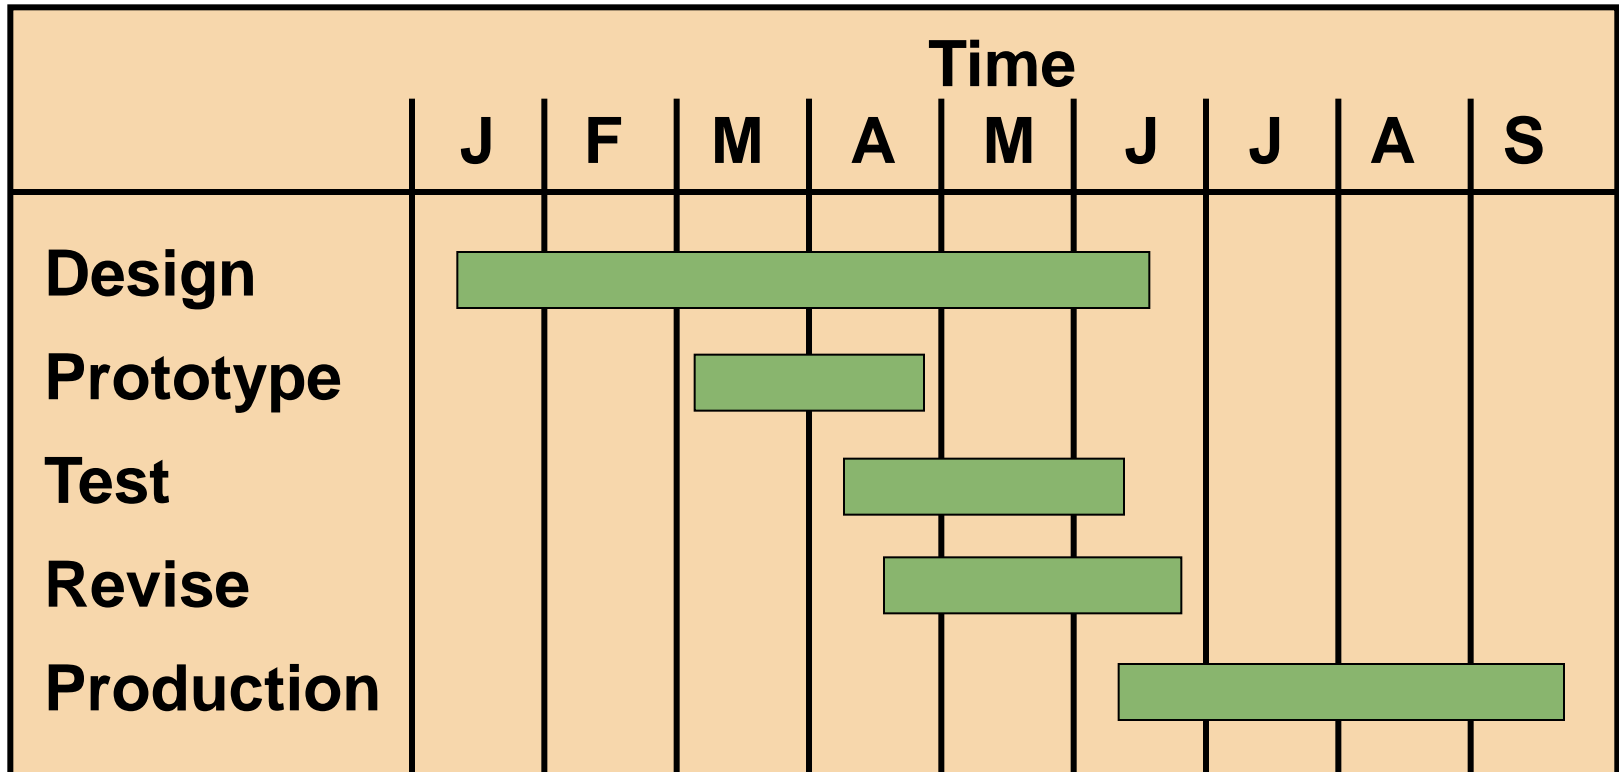 Time
J F M A M J J A S
Design
Prototype
Test
Revise
Production